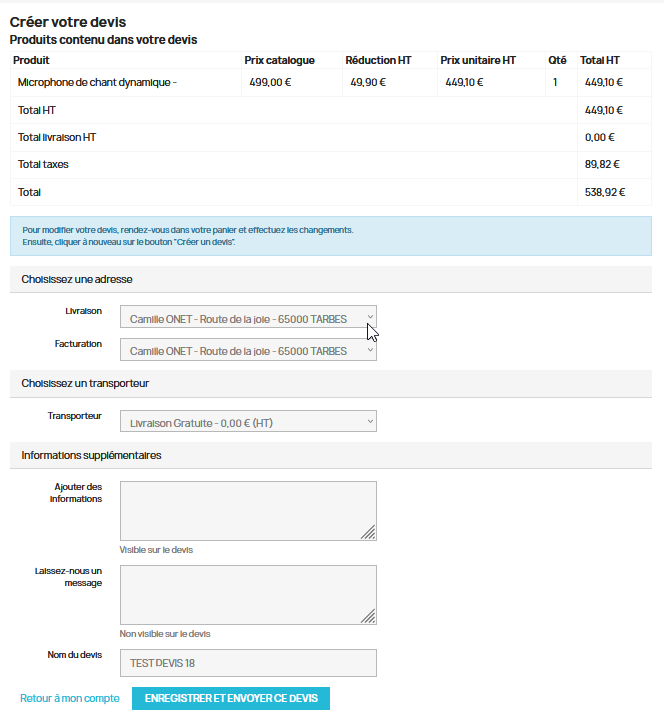 Créer votre devis
Produits contenu dans votre devis
Produit Prix catalogue Réduction HT Prix unitaire HT Qté Total HT
Microphone de chant dynamique - 499,00 € 49,90 € 449,10 € 1 449,10 €
Total HT 449,10 €
Total livraison HT 0,00 €
Total taxes 89,82 €
Total 538,92 €
Pour modifier votre devis, rendez-vous dans votre panier et effectuez les changements.
Ensuite, cliquer à nouveau sur le bouton "Créer un devis".
Choisissez une adresse
Livraison Camille ONET - Route de la joie - 65000 TARBES
Facturation Camille ONET - Route de la joie - 65000 TARBES
Choisissez un transporteur
Transporteur Livraison Gratuite - 0,00 € (HT)
Informations supplémentaires
Ajouter des
informations
Visible sur le devis
Laissez-nous un
message
Non visible sur le devis
Nom du devis TEST DEVIS 18
Retour à mon compte ENREGISTRER ET ENVOYER CE DEVIS